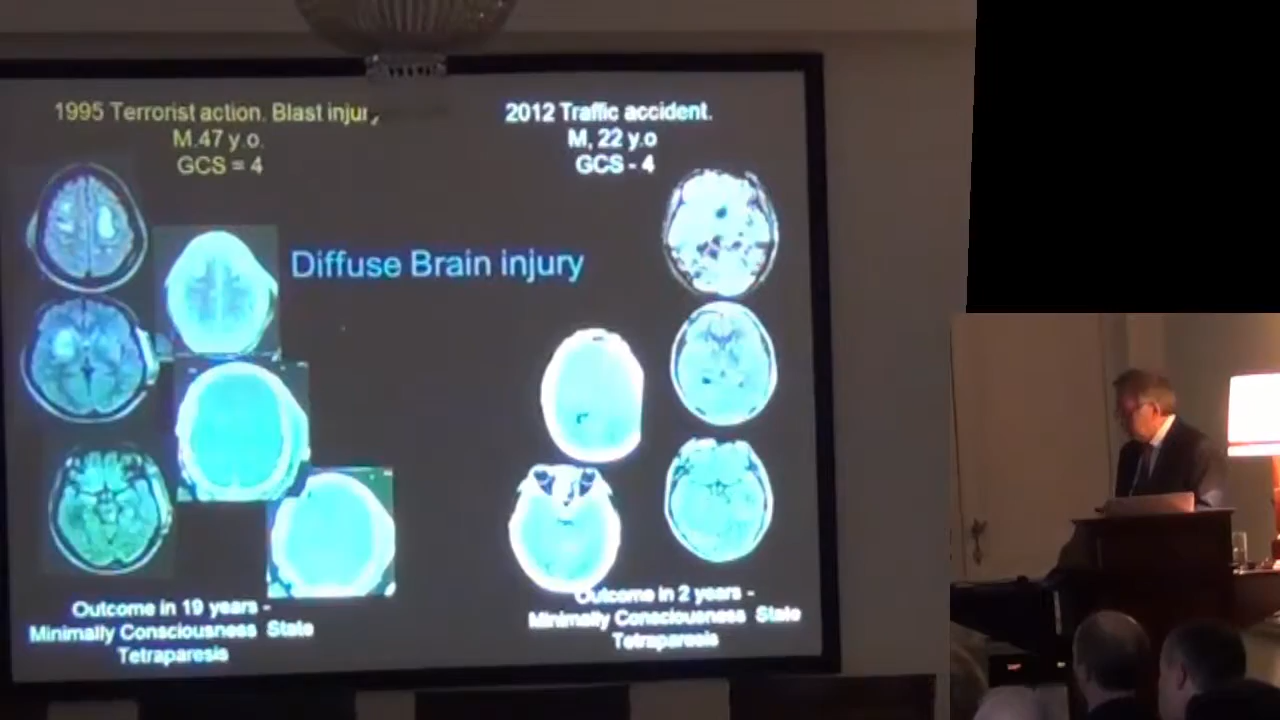 1995 Terrorist action. Blast injury
M.47 y.o.
GCS = 4
2012 Traffic accident.
M, 22 y.o
GCS - 4
Diffuse Brain injury
Outcome in 19 years -
Minimally Consciousness State
Tetraparesis
Outcome in 2 years -
Minimally Consciousness State
Tetraparesis